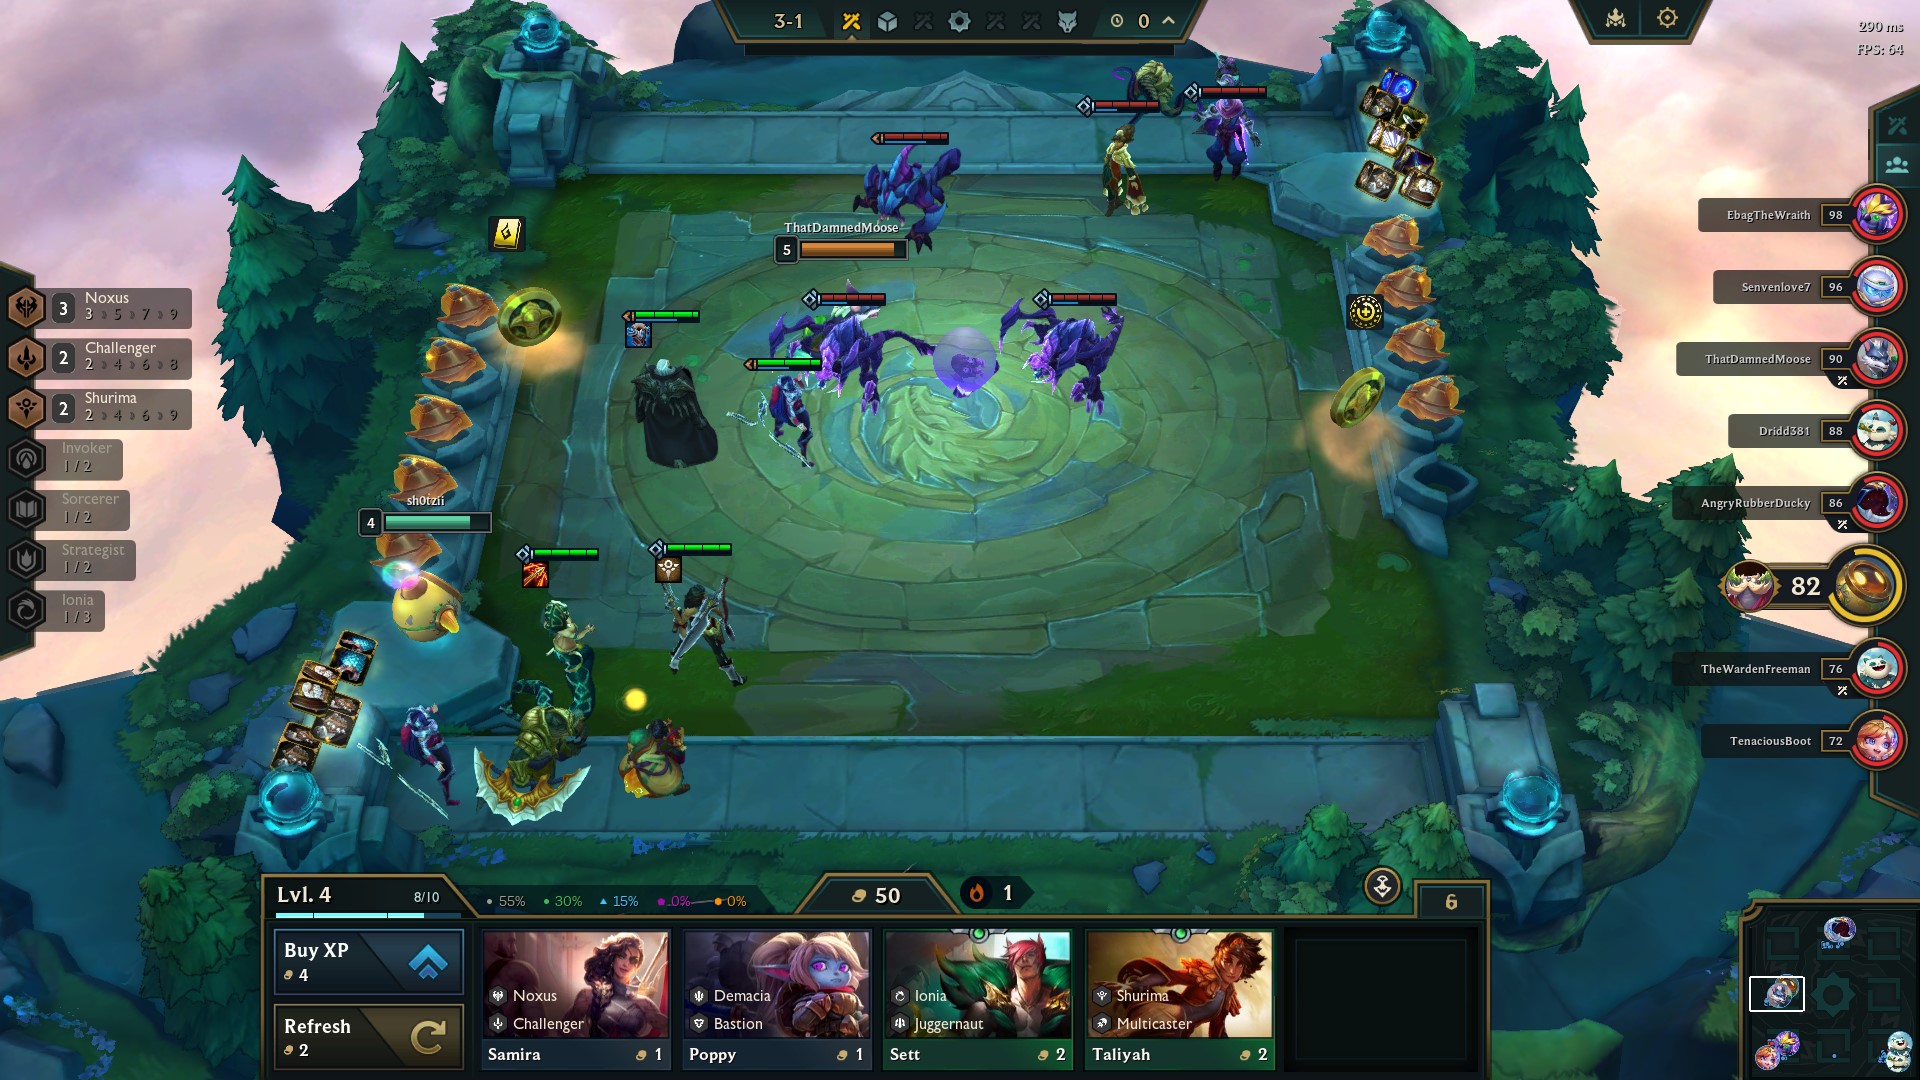 3-1
0
290 ms
FPS: 64
ThatDamnedMoose
5
EbagTheWraith 98
Senvenlove7 96
ThatDamnedMoose 90
Dridd381 88
AngryRubberDucky 86
82
TheWardenFreeman 76
TenaciousBoot 72
3 Noxus
3 › 5 › 7 › 9
2 Challenger
2 › 4 › 6 › 8
2 Shurima
2 › 4 › 6 › 9
Invoker
1 / 2
Sorcerer
1 / 2
Strategist
1 / 2
Ionia
1 / 3
sh0tzii
4
Lvl. 4
8/10
55% 30% 15% 0% 0%
50
1
6
Buy XP
4
Refresh
2
Noxus
Challenger
Samira 1
Demacia
Bastion
Poppy 1
Ionia
Juggernaut
Sett 2
Shurima
Multicaster
Taliyah 2